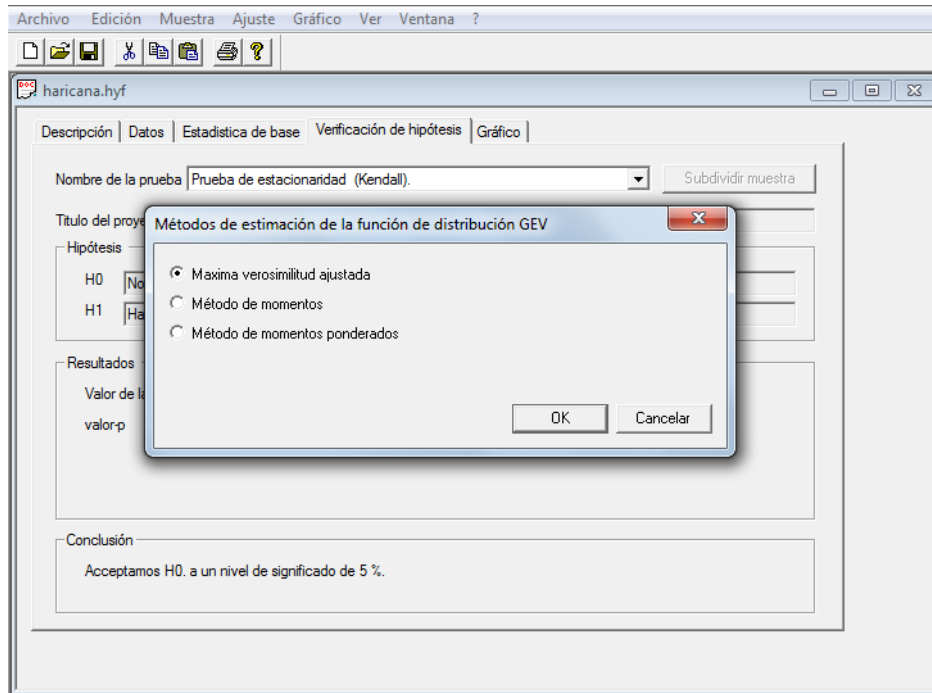 Archivo Edición Muestra Ajuste Gráfico Ver Ventana ?
haricana.hyf
Descripción Datos Estadistica de base Verificación de hipótesis Gráfico
Nombre de la prueba Prueba de estacionaridad (Kendall). Subdividir muestra
Titulo del proye
Métodos de estimación de la función de distribución GEV
Hipótesis
H0 No
H1 Ha
Maxima verosimilitud ajustada
Método de momentos
Método de momentos ponderados
OK Cancelar
Resultados
Valor de la
valor-p
Conclusión
Acceptamos H0. a un nivel de significado de 5 %.